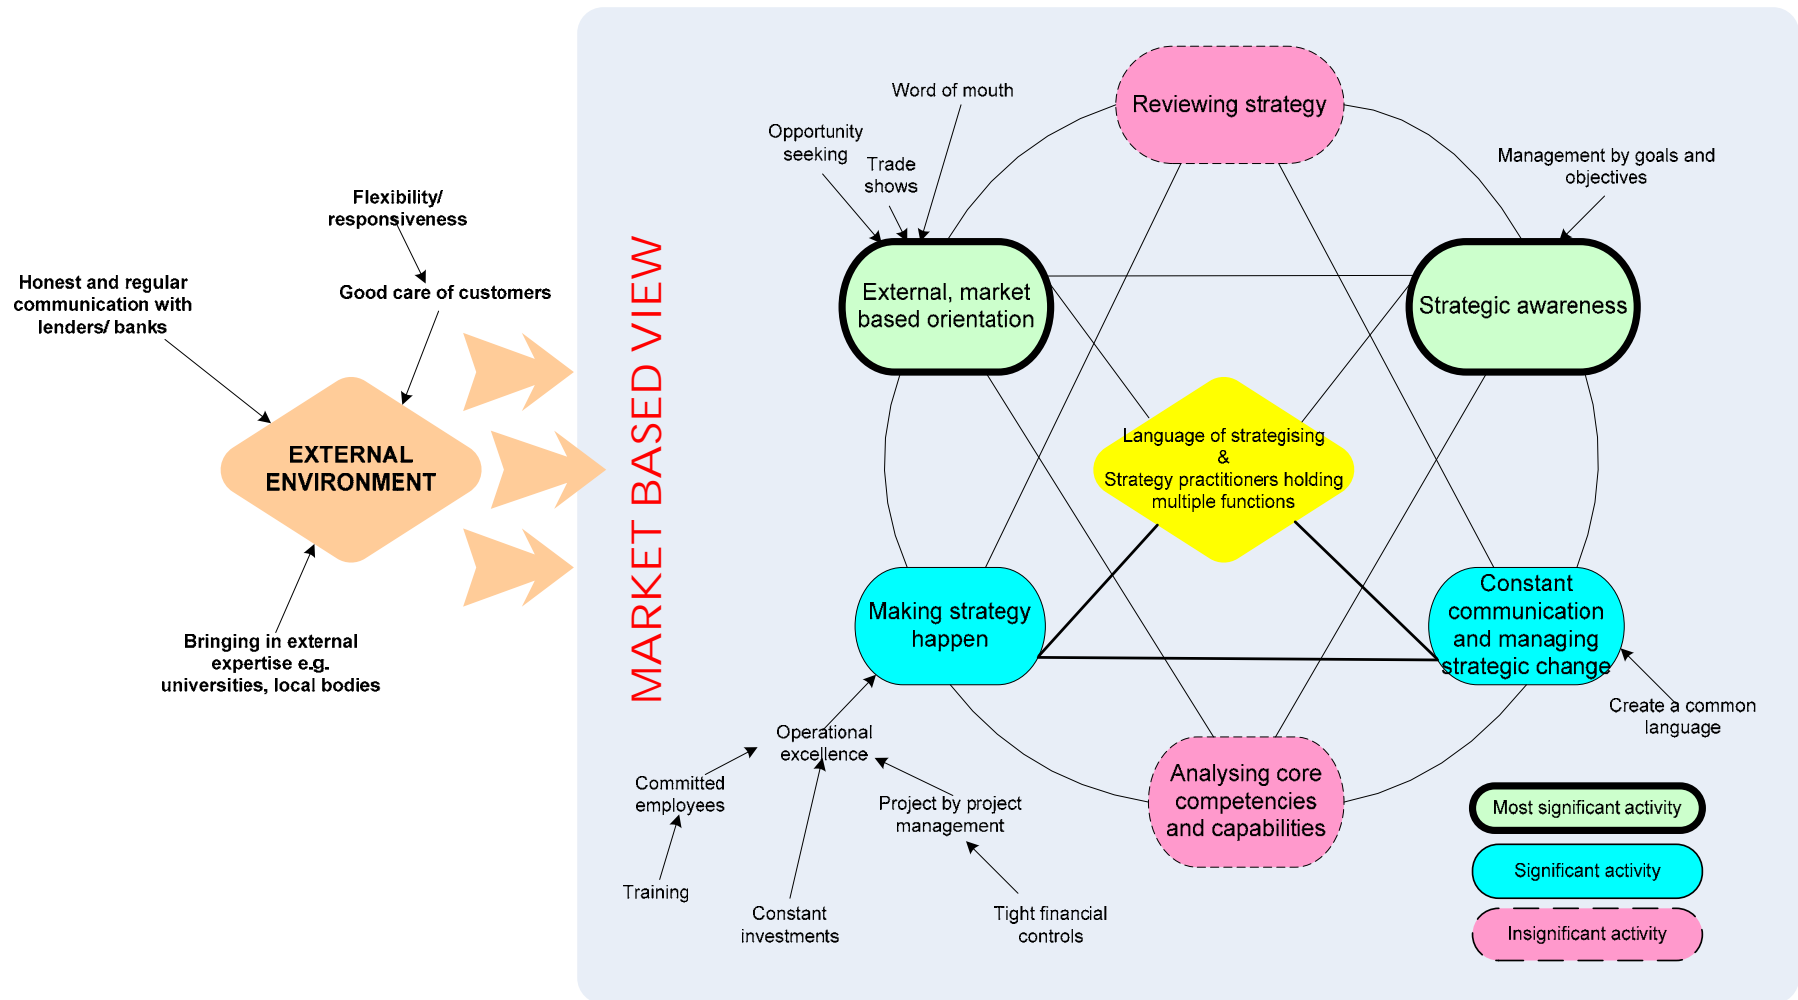 Word of mouth
Reviewing strategy
Opportunity
seeking
Trade
shows
Management by goals and
objectives
Flexibility/
responsiveness
Honest and regular
communication with
lenders/ banks
Good care of customers
MARKET BASED VIEW
External, market
based orientation
Strategic awareness
EXTERNAL
ENVIRONMENT
Language of strategising
&
Strategy practitioners holding
multiple functions
Making strategy
happen
Constant
communication
and managing
strategic change
Bringing in external
expertise e.g.
universities, local bodies
Create a common
language
Operational
excellence
Committed
employees
Project by project
management
Analysing core
competencies
and capabilities
Training
Constant
investments
Tight financial
controls
Most significant activity
Significant activity
Insignificant activity